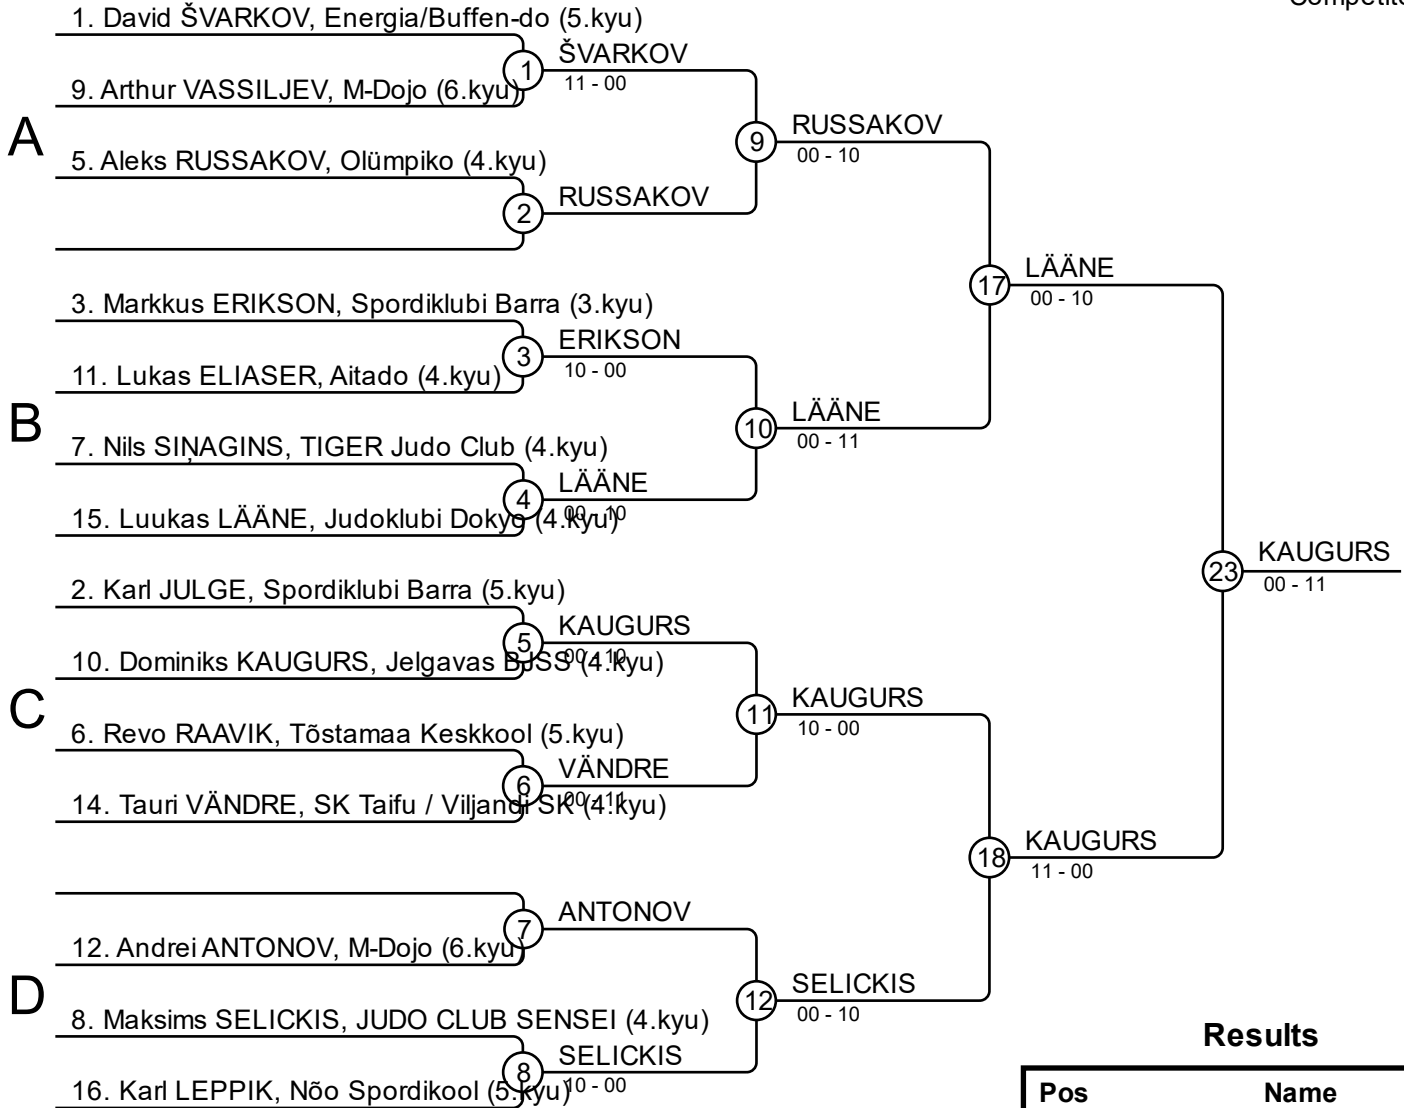 1. David ŠVARKOV, Energia/Buffen-do (5.kyu)
1
ŠVARKOV
11 - 00
9. Arthur VASSILJEV, M-Dojo (6.kyu)
A
9
RUSSAKOV
00 - 10
5. Aleks RUSSAKOV, Olümpiko (4.kyu)
2
RUSSAKOV
17
LÄÄNE
00 - 10
3. Markkus ERIKSON, Spordiklubi Barra (3.kyu)
3
ERIKSON
10 - 00
11. Lukas ELIASER, Aitado (4.kyu)
B
10
LÄÄNE
00 - 11
7. Nils SIŅAGINS, TIGER Judo Club (4.kyu)
4
LÄÄNE
00 - 10
15. Luukas LÄÄNE, Judoklubi Dokyo (4.kyu)
23
KAUGURS
00 - 11
2. Karl JULGE, Spordiklubi Barra (5.kyu)
5
KAUGURS
00 - 10
10. Dominiks KAUGURS, Jelgavas BJSS (4.kyu)
C
11
KAUGURS
10 - 00
6. Revo RAAVIK, Tõstamaa Keskkool (5.kyu)
6
VÄNDRE
00 - 11
14. Tauri VÄNDRE, SK Taifu / Viljandi SK (4.kyu)
18
KAUGURS
11 - 00
7
ANTONOV
12. Andrei ANTONOV, M-Dojo (6.kyu)
D
12
SELICKIS
00 - 10
8. Maksims SELICKIS, JUDO CLUB SENSEI (4.kyu)
8
SELICKIS
10 - 00
16. Karl LEPPIK, Nõo Spordikool (5.kyu)
Results
Pos Name